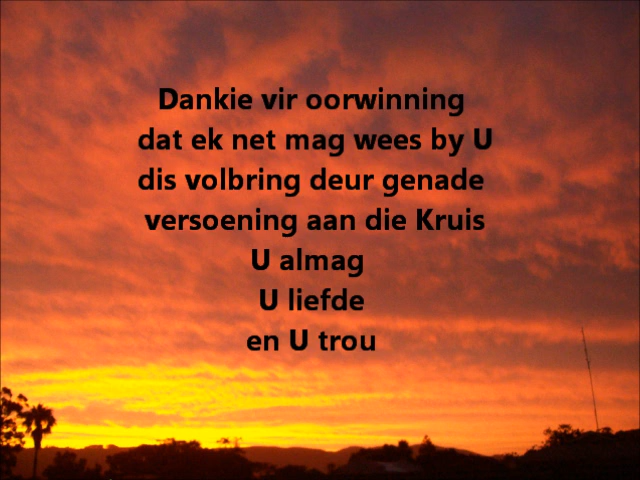 Dankie vir oorwinning
dat ek net mag wees by U
dis volbring deur genade
versoening aan die Kruis
U almag
U liefde
en U trou